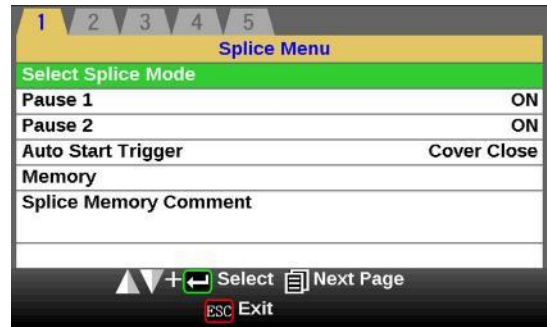 1 2 3 4 5
Splice Menu
Select Splice Mode
Pause 1 ON
Pause 2 ON
Auto Start Trigger Cover Close
Memory
Splice Memory Comment
+ Select Next Page
ESC Exit